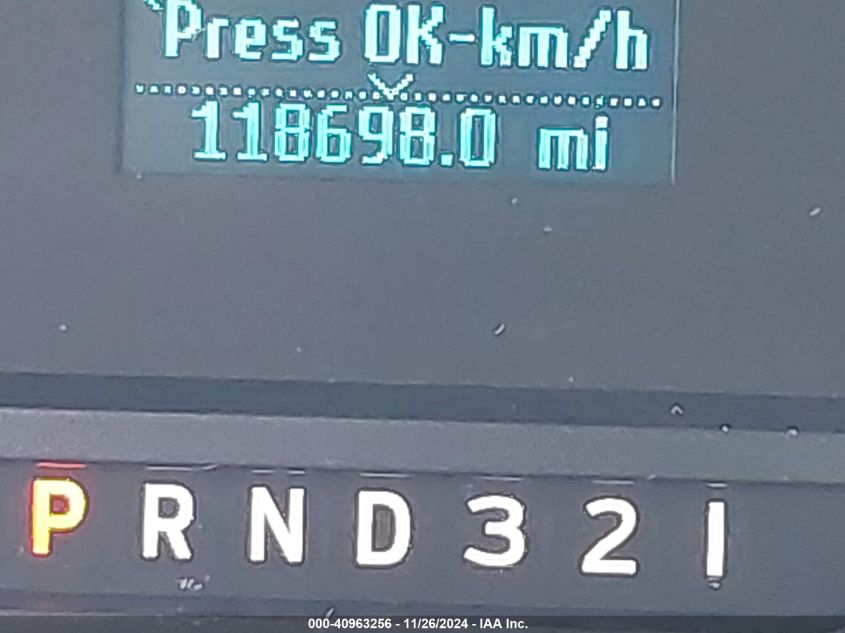 Press OK-km/h
118698.0 mi
P R N D 3 2 1
000-40963256 - 11/26/2024 - IAA Inc.